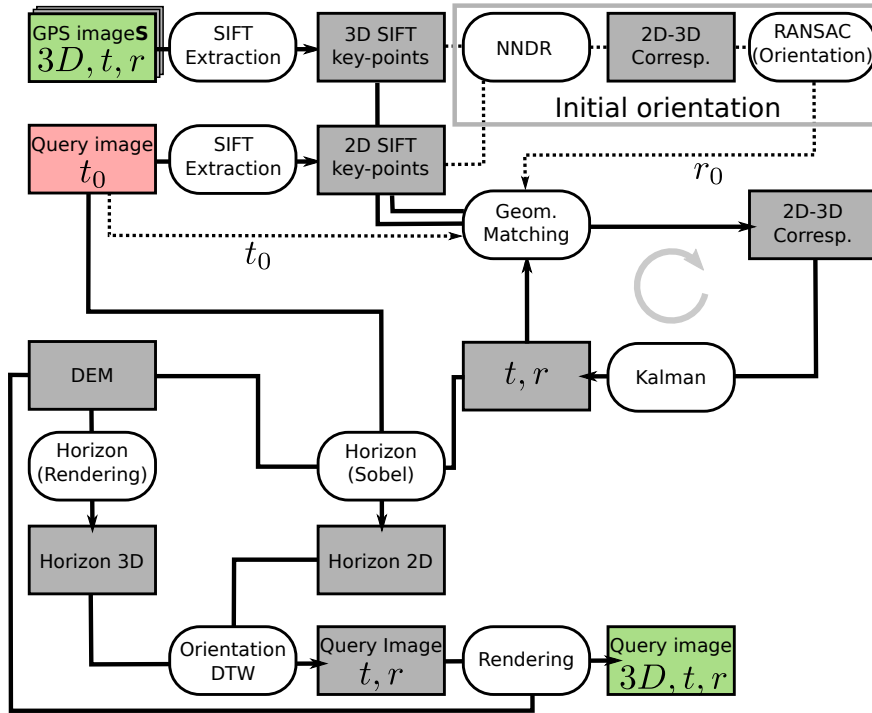 GPS imageS
3D, t, r
SIFT
Extraction
3D SIFT
key-points
NNDR
2D-3D
Corresp.
RANSAC
(Orientation)
Initial orientation
Query image
t₀
SIFT
Extraction
2D SIFT
key-points
r₀
Geom.
Matching
2D-3D
Corresp.
t₀
DEM
t, r
Kalman
Horizon
(Rendering)
Horizon
(Sobel)
Horizon 3D
Horizon 2D
Orientation
DTW
Query Image
t, r
Rendering
Query image
3D, t, r